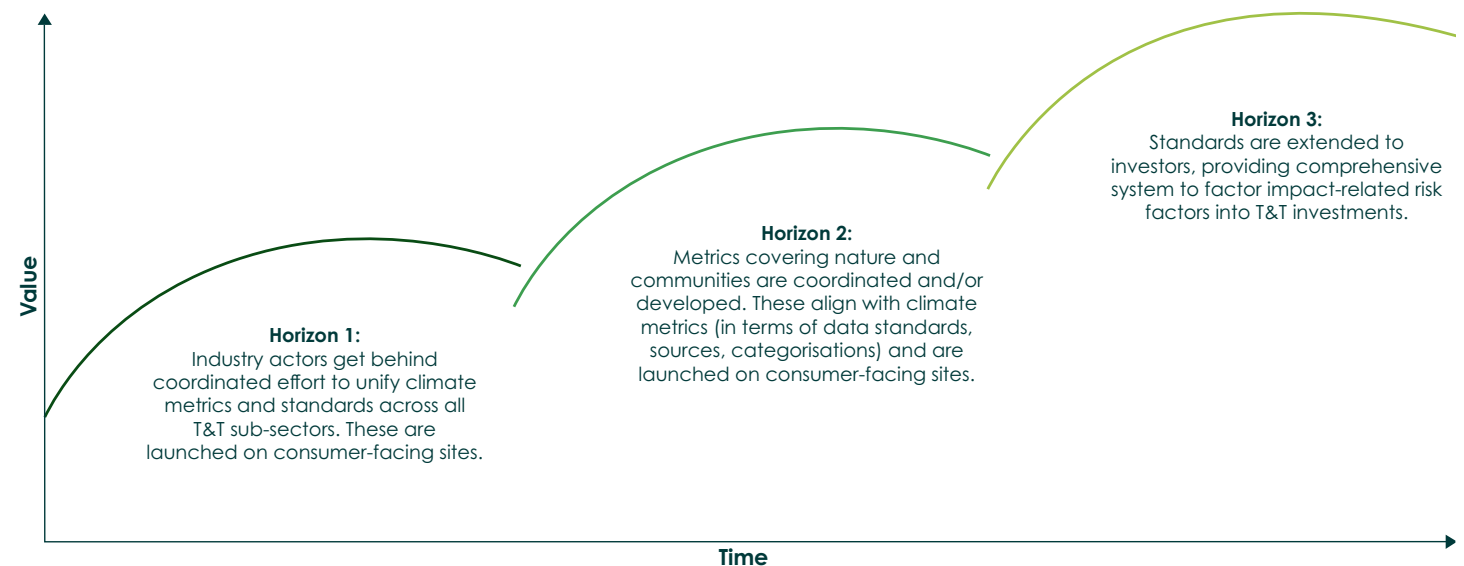 Horizon 3:
Standards are extended to
investors, providing comprehensive
system to factor impact-related risk
factors into T&T investments.
Horizon 2:
Metrics covering nature and
communities are coordinated and/or
developed. These align with climate
metrics (in terms of data standards,
sources, categorisations) and are
launched on consumer-facing sites.
Value
Horizon 1:
Industry actors get behind
coordinated effort to unify climate
metrics and standards across all
T&T sub-sectors. These are
launched on consumer-facing sites.
Time